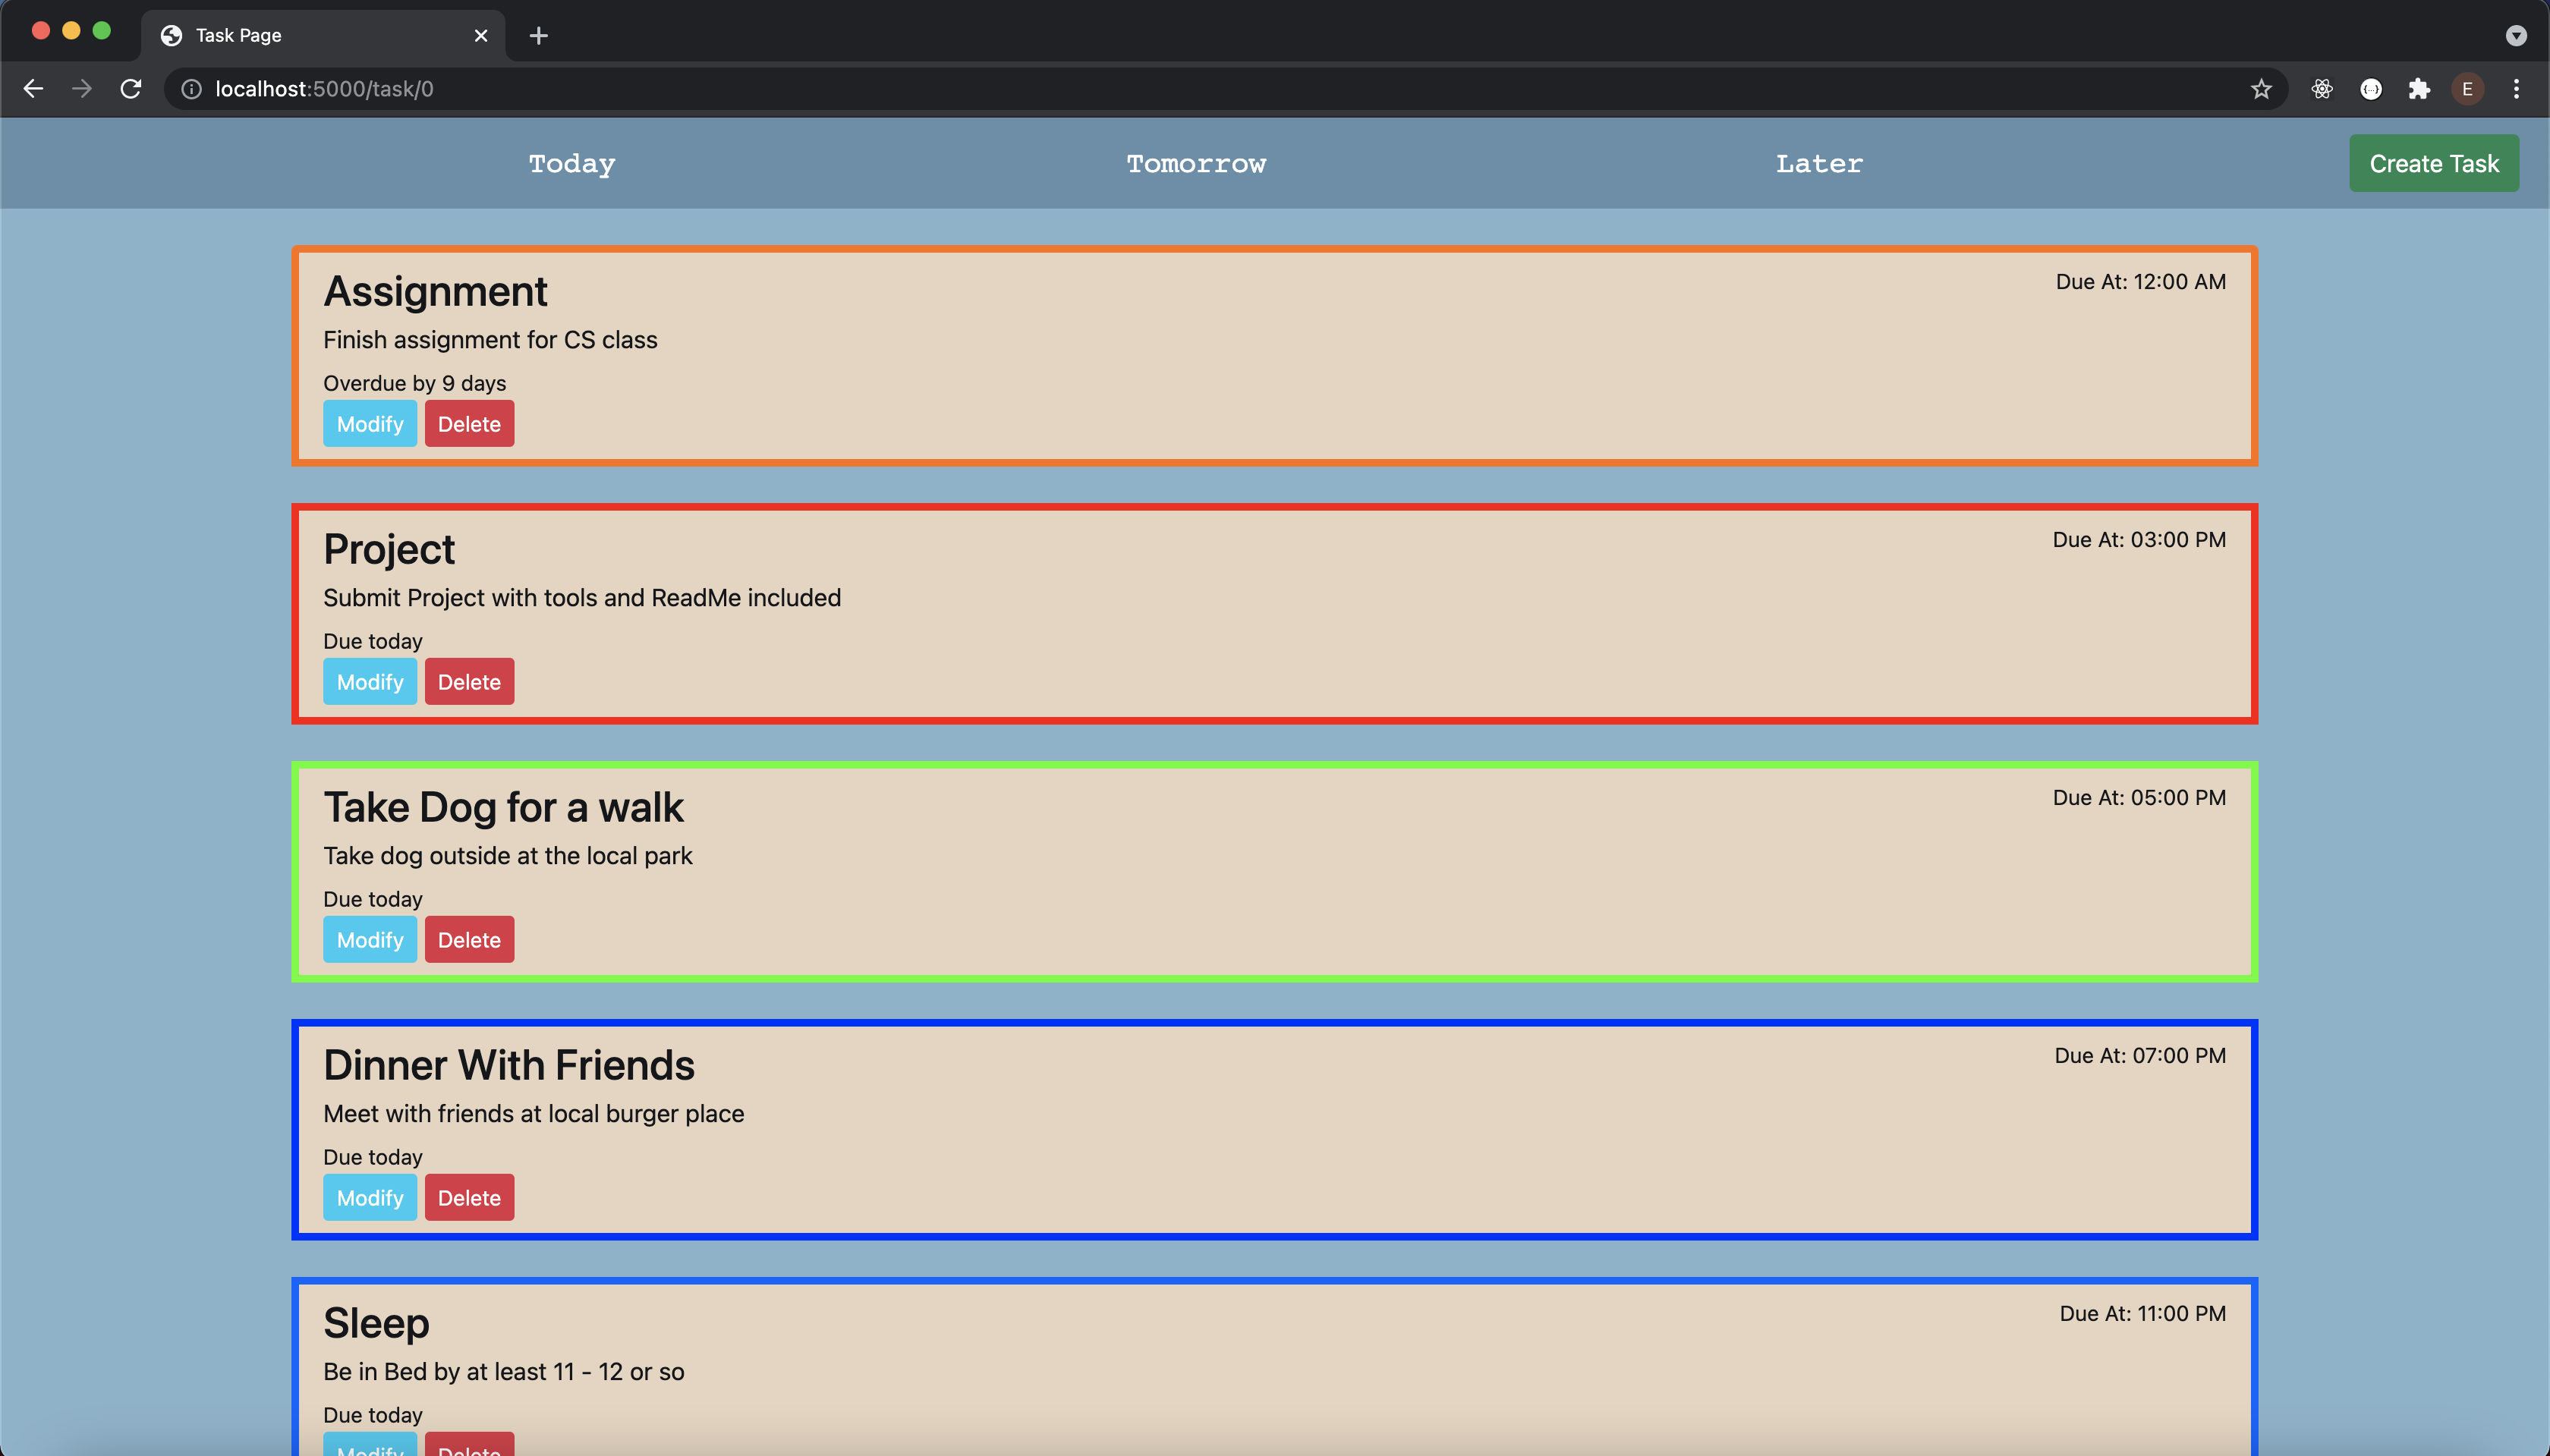 Task Page
localhost:5000/task/0
E
Today Tomorrow Later Create Task
Assignment Due At: 12:00 AM
Finish assignment for CS class
Overdue by 9 days
Modify Delete
Project Due At: 03:00 PM
Submit Project with tools and ReadMe included
Due today
Modify Delete
Take Dog for a walk Due At: 05:00 PM
Take dog outside at the local park
Due today
Modify Delete
Dinner With Friends Due At: 07:00 PM
Meet with friends at local burger place
Due today
Modify Delete
Sleep Due At: 11:00 PM
Be in Bed by at least 11 - 12 or so
Due today
Modify Delete